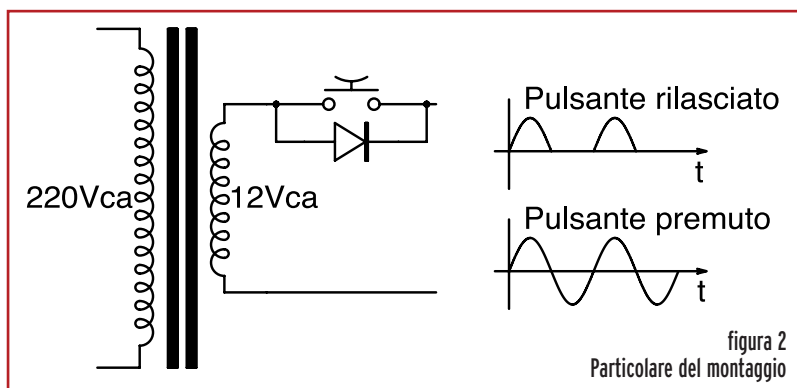 220Vca
12Vca
Pulsante rilasciato
t
Pulsante premuto
t
figura 2
Particolare del montaggio